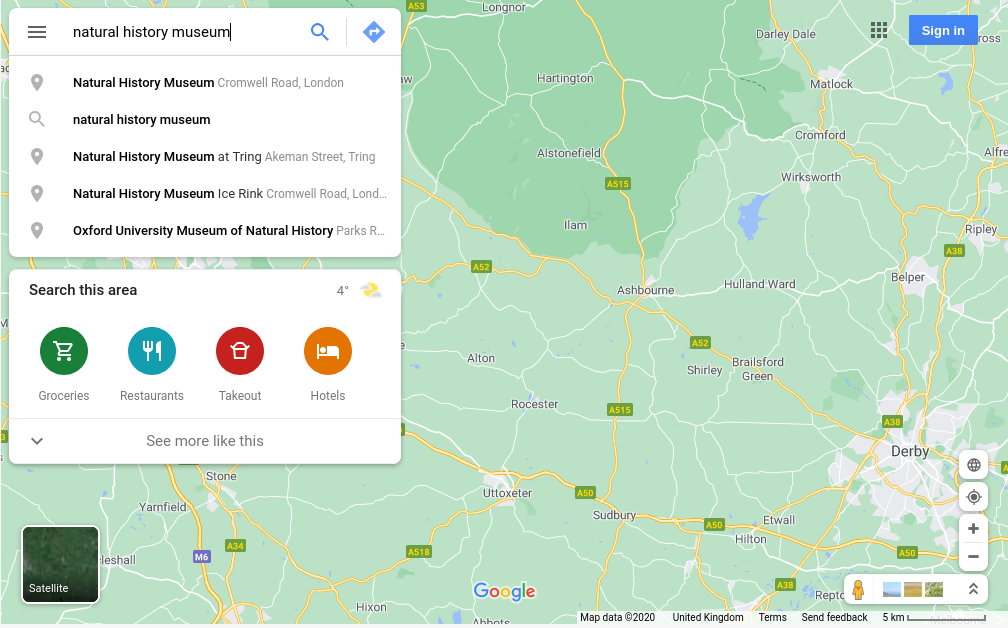 natural history museum
Sign in
Natural History Museum Cromwell Road, London
natural history museum
Natural History Museum at Tring Akeman Street, Tring
Natural History Museum Ice Rink Cromwell Road, Lond...
Oxford University Museum of Natural History Parks R...
Search this area
4°
Groceries
Restaurants
Takeout
Hotels
See more like this
A53
Longnor
Darley Dale
Hartington
Matlock
Cromford
Alstonefield
A515
Wirksworth
Ilam
Ripley
A38
A52
Belper
Ashbourne
Hulland Ward
A52
Alton
Shirley
Brailsford
Green
Rocester
A515
A38
Derby
Stone
Uttoxeter
A50
Yarnfield
Sudbury
A50
Etwall
Hilton
A34
M6
A518
A50
Satellite
A38
Hixon
Google
Map data ©2020
United Kingdom
Terms
Send feedback
5 km
Melbourne